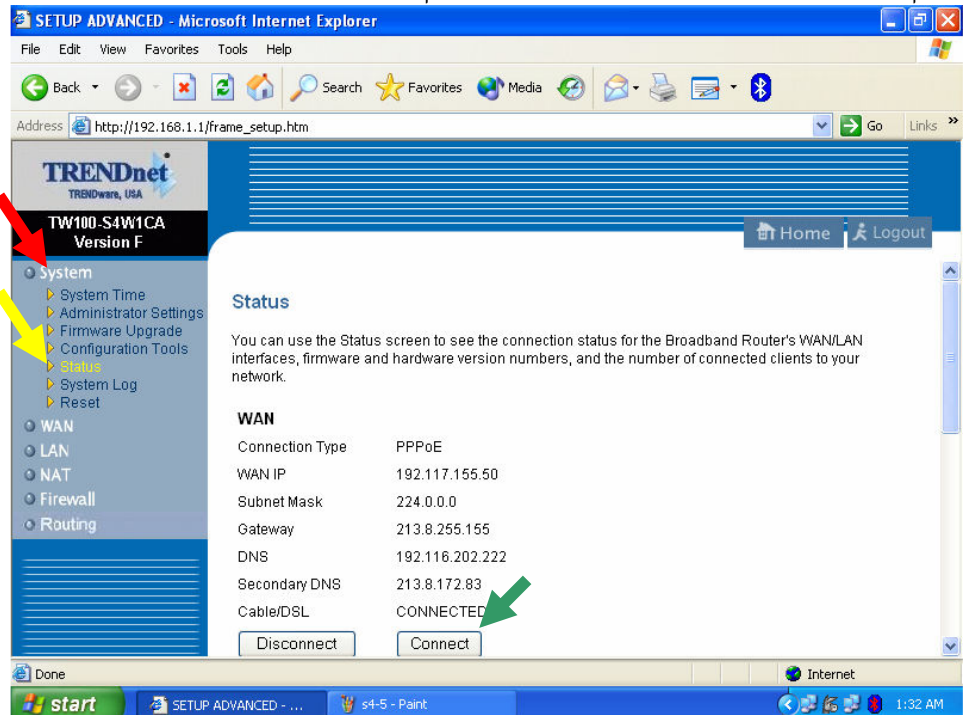 SETUP ADVANCED - Microsoft Internet Explorer
File Edit View Favorites Tools Help
Back Search Favorites Media
Address http://192.168.1.1/frame_setup.htm Go Links »
TRENDnet
TRENDware, USA
TW100-S4W1CA
Version F
Home Logout
System
System Time
Administrator Settings
Firmware Upgrade
Configuration Tools
Status
System Log
Reset
WAN
LAN
NAT
Firewall
Routing
Status
You can use the Status screen to see the connection status for the Broadband Router's WAN/LAN
interfaces, firmware and hardware version numbers, and the number of connected clients to your
network.
WAN
Connection Type PPPoE
WAN IP 192.117.155.50
Subnet Mask 224.0.0.0
Gateway 213.8.255.155
DNS 192.116.202.222
Secondary DNS 213.8.172.83
Cable/DSL CONNECTED
Disconnect Connect
Done Internet
start SETUP ADVANCED - ... s4-5 - Paint 1:32 AM